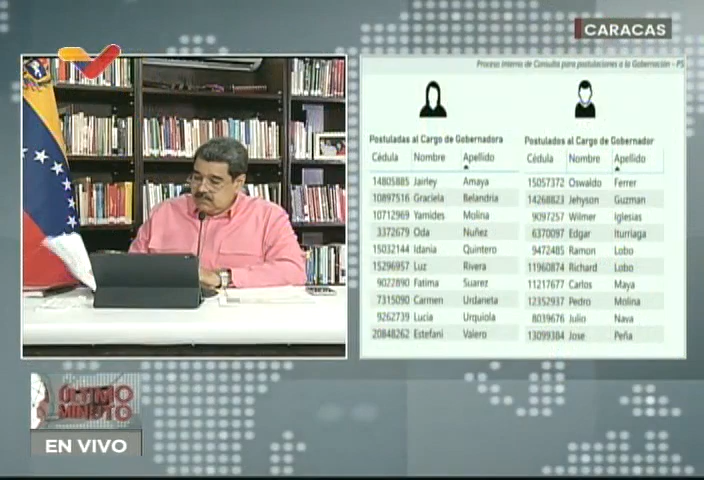 CARACAS
Proceso Interno de Consulta para postulaciones a la Gobernación - PS
Postuladas al Cargo de Gobernadora
Cédula Nombre Apellido
14805885 Jairley Amaya
10897516 Graciela Belandria
10712969 Yamides Molina
3372679 Oda Nuñez
15032144 Idania Quintero
15296957 Luz Rivera
9022890 Fatima Suarez
7315090 Carmen Urdaneta
9262739 Lucia Urquiola
20848262 Estefani Valero
Postulados al Cargo de Gobernador
Cédula Nombre Apellido
15057372 Oswaldo Ferrer
14268823 Jehyson Guzman
9097257 Wilmer Iglesias
6370097 Edgar Iturriaga
9472485 Ramon Lobo
11960874 Richard Lobo
11217677 Carlos Maya
12352937 Pedro Molina
8039676 Julio Nava
13099384 Jose Peña
ÚLTIMO
MINUTO
EN VIVO